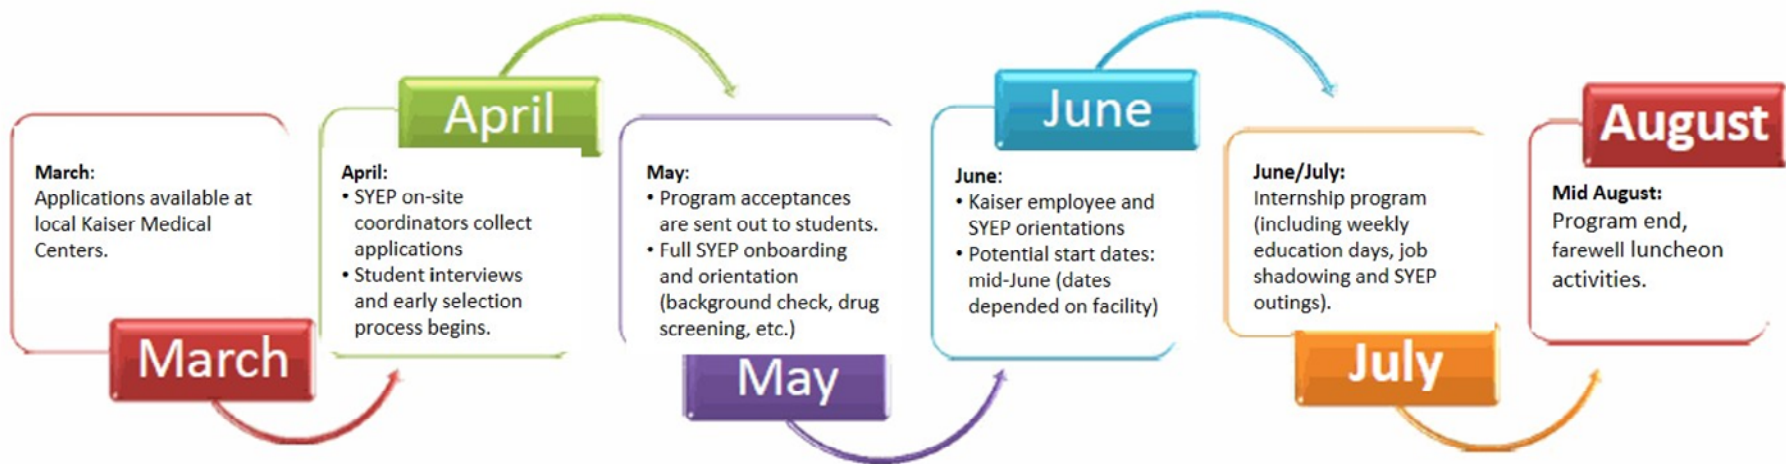 March:
Applications available at
local Kaiser Medical
Centers.
March
April
April:
• SYEP on-site
coordinators collect
applications
• Student interviews
and early selection
process begins.
May:
• Program acceptances
are sent out to students.
• Full SYEP onboarding
and orientation
(background check, drug
screening, etc.)
May
June
June:
• Kaiser employee and
SYEP orientations
• Potential start dates:
mid-June (dates
depended on facility)
June/July:
Internship program
(including weekly
education days, job
shadowing and SYEP
outings).
July
August
Mid August:
Program end,
farewell luncheon
activities.